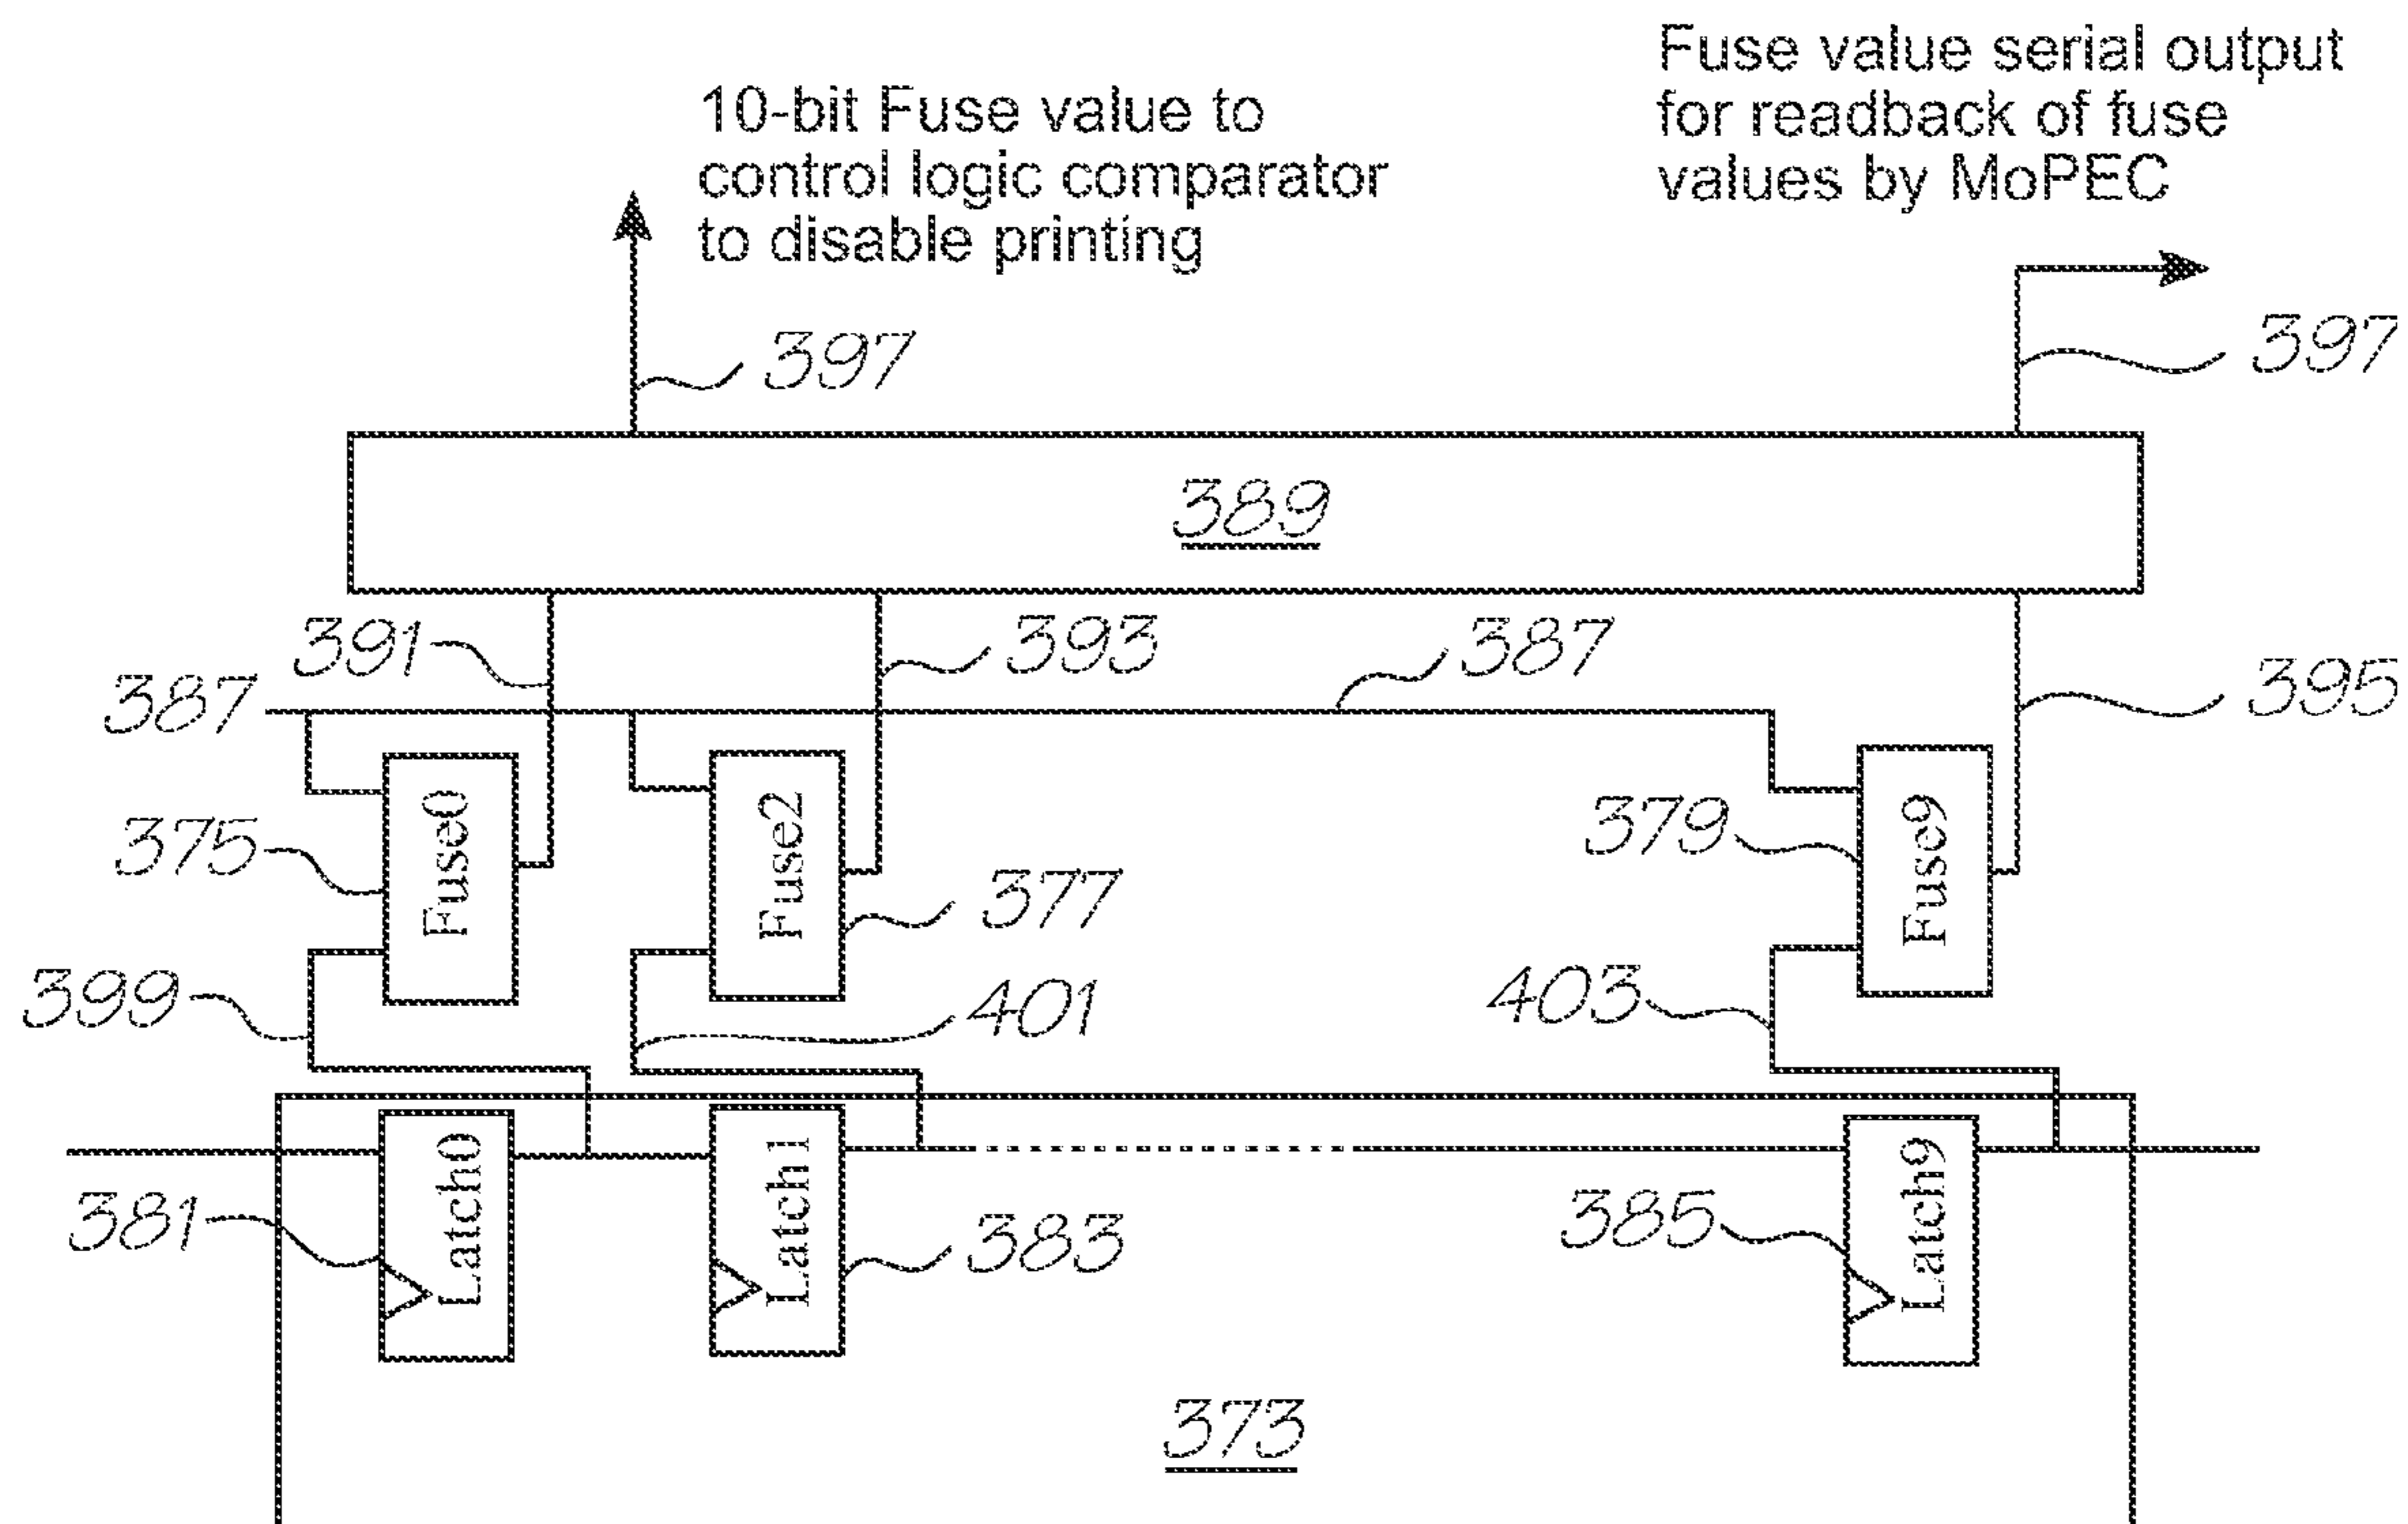 Fuse value serial output
for readback of fuse
values by MoPEC
10-bit Fuse value to
control logic comparator
to disable printing
397
397
389
391
393
387
387
395
375
Fuse0
Fuse2
377
379
Fuse9
399
401
403
381
Latch0
Latch1
383
385
Latch9
373